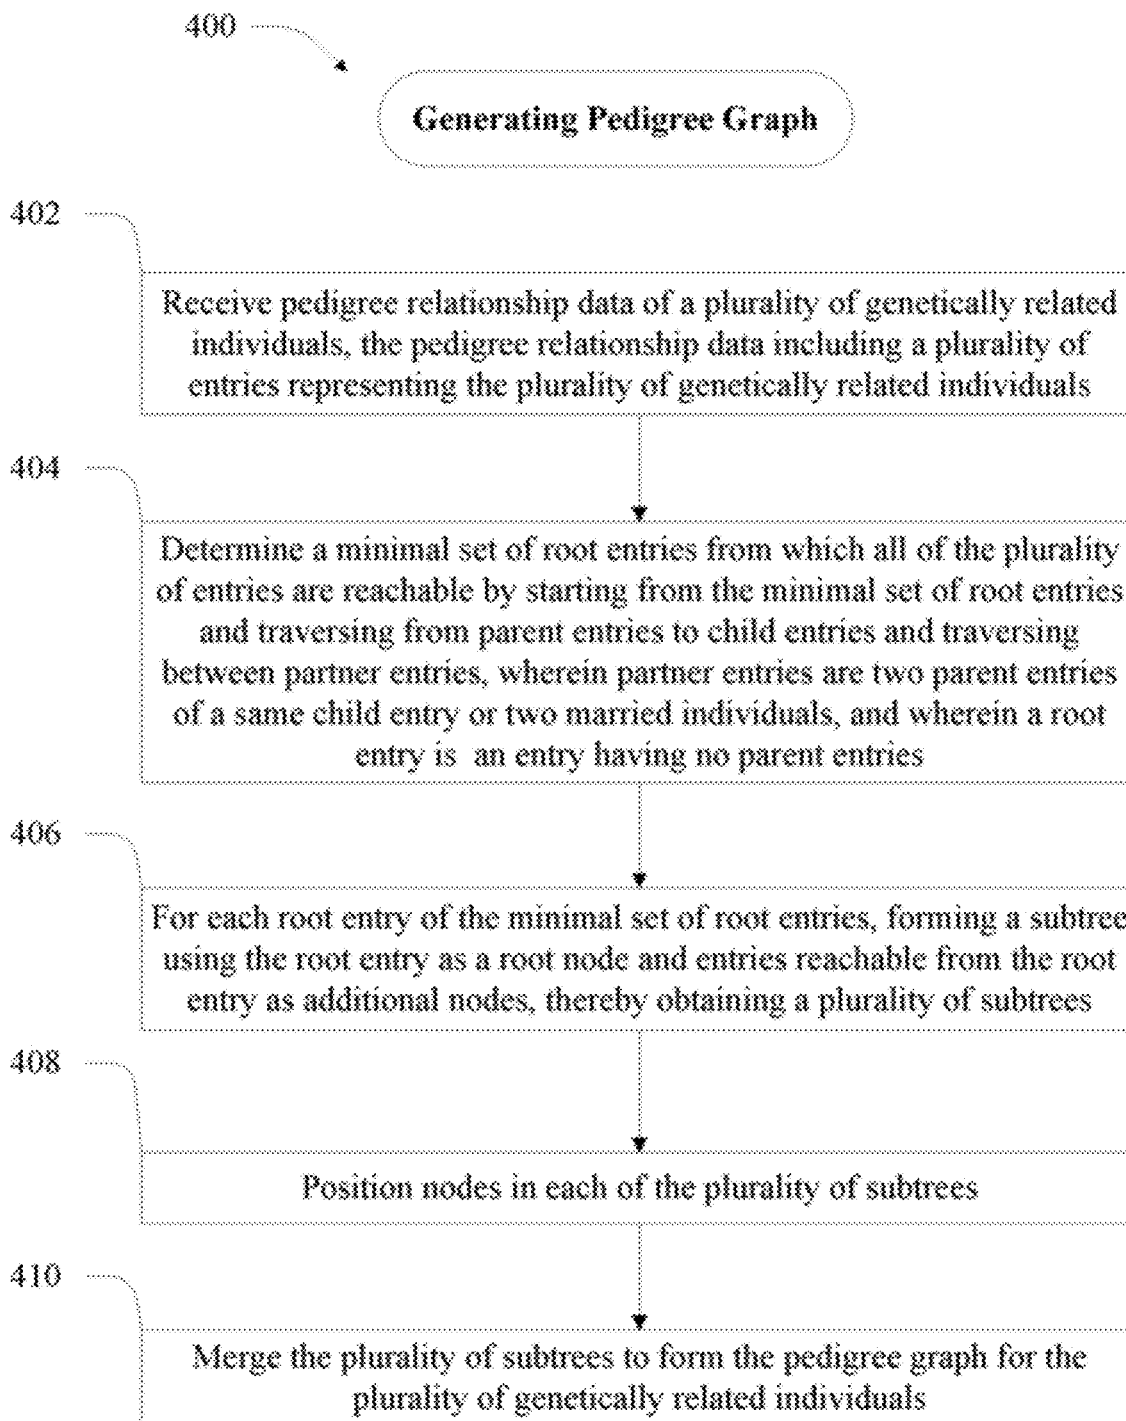 400
Generating Pedigree Graph
402
Receive pedigree relationship data of a plurality of genetically related
individuals, the pedigree relationship data including a plurality of
entries representing the plurality of genetically related individuals
404
Determine a minimal set of root entries from which all of the plurality
of entries are reachable by starting from the minimal set of root entries
and traversing from parent entries to child entries and traversing
between partner entries, wherein partner entries are two parent entries
of a same child entry or two married individuals, and wherein a root
entry is an entry having no parent entries
406
For each root entry of the minimal set of root entries, forming a subtree
using the root entry as a root node and entries reachable from the root
entry as additional nodes, thereby obtaining a plurality of subtrees
408
Position nodes in each of the plurality of subtrees
410
Merge the plurality of subtrees to form the pedigree graph for the
plurality of genetically related individuals